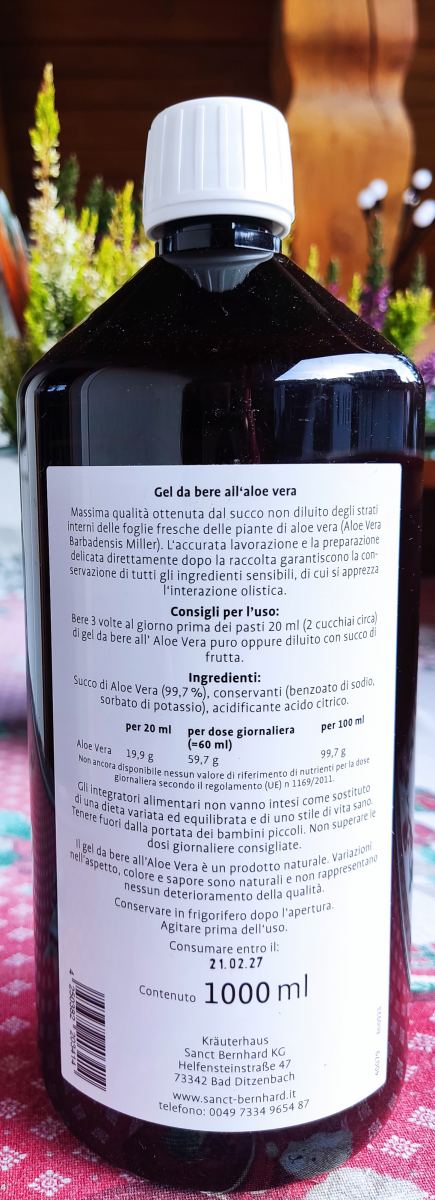 Gel da bere all'aloe vera
Massima qualità ottenuta dal succo non diluito degli strati
interni delle foglie fresche delle piante di aloe vera (Aloe Vera
Barbadensis Miller). L'accurata lavorazione e la preparazione
delicata direttamente dopo la raccolta garantiscono la con-
servazione di tutti gli ingredienti sensibili, di cui si apprezza
l'interazione olistica.
Consigli per l'uso:
Bere 3 volte al giorno prima dei pasti 20 ml (2 cucchiai circa)
di gel da bere all' Aloe Vera puro oppure diluito con succo di
frutta.
Ingredienti:
Succo di Aloe Vera (99,7 %), conservanti (benzoato di sodio,
sorbato di potassio), acidificante acido citrico.
per 20 ml per dose giornaliera per 100 ml
(=60 ml)
Aloe Vera 19,9 g 59,7 g 99,7 g
Non ancora disponibile nessun valore di riferimento di nutrienti per la dose
giornaliera secondo il regolamento (UE) n 1169/2011.
Gli integratori alimentari non vanno intesi come sostituto
di una dieta variata ed equilibrata e di uno stile di vita sano.
Tenere fuori dalla portata dei bambini piccoli. Non superare le
dosi giornaliere consigliate.
Il gel da bere all'Aloe Vera è un prodotto naturale. Variazioni
nell'aspetto, colore e sapore sono naturali e non rappresentano
nessun deterioramento della qualità.
Conservare in frigorifero dopo l'apertura.
Agitare prima dell'uso.
Consumare entro il:
21.02.27
Contenuto 1000 ml
Kräuterhaus
Sanct Bernhard KG
Helfensteinstraße 47
73342 Bad Ditzenbach
www.sanct-bernhard.it
telefono: 0049 7334 9654 87